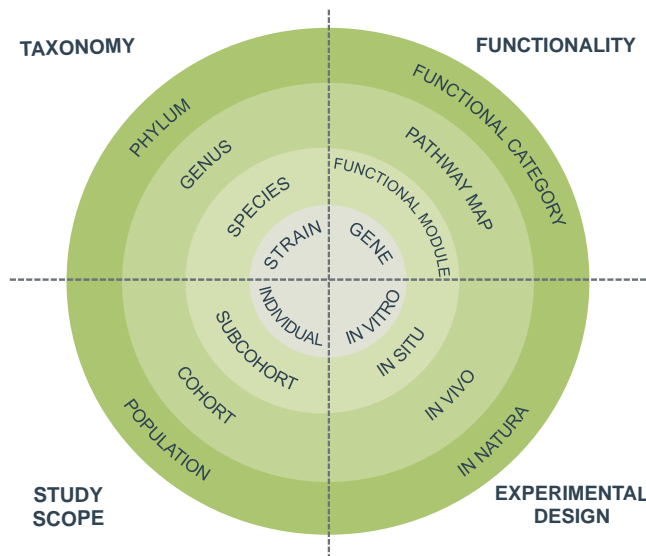 TAXONOMY
FUNCTIONALITY
PHYLUM
GENUS
SPECIES
STRAIN
FUNCTIONAL CATEGORY
PATHWAY MAP
FUNCTIONAL MODULE
GENE
INDIVIDUAL
SUBCOHORT
COHORT
POPULATION
IN VITRO
IN SITU
IN VIVO
IN NATURA
STUDY
SCOPE
EXPERIMENTAL
DESIGN